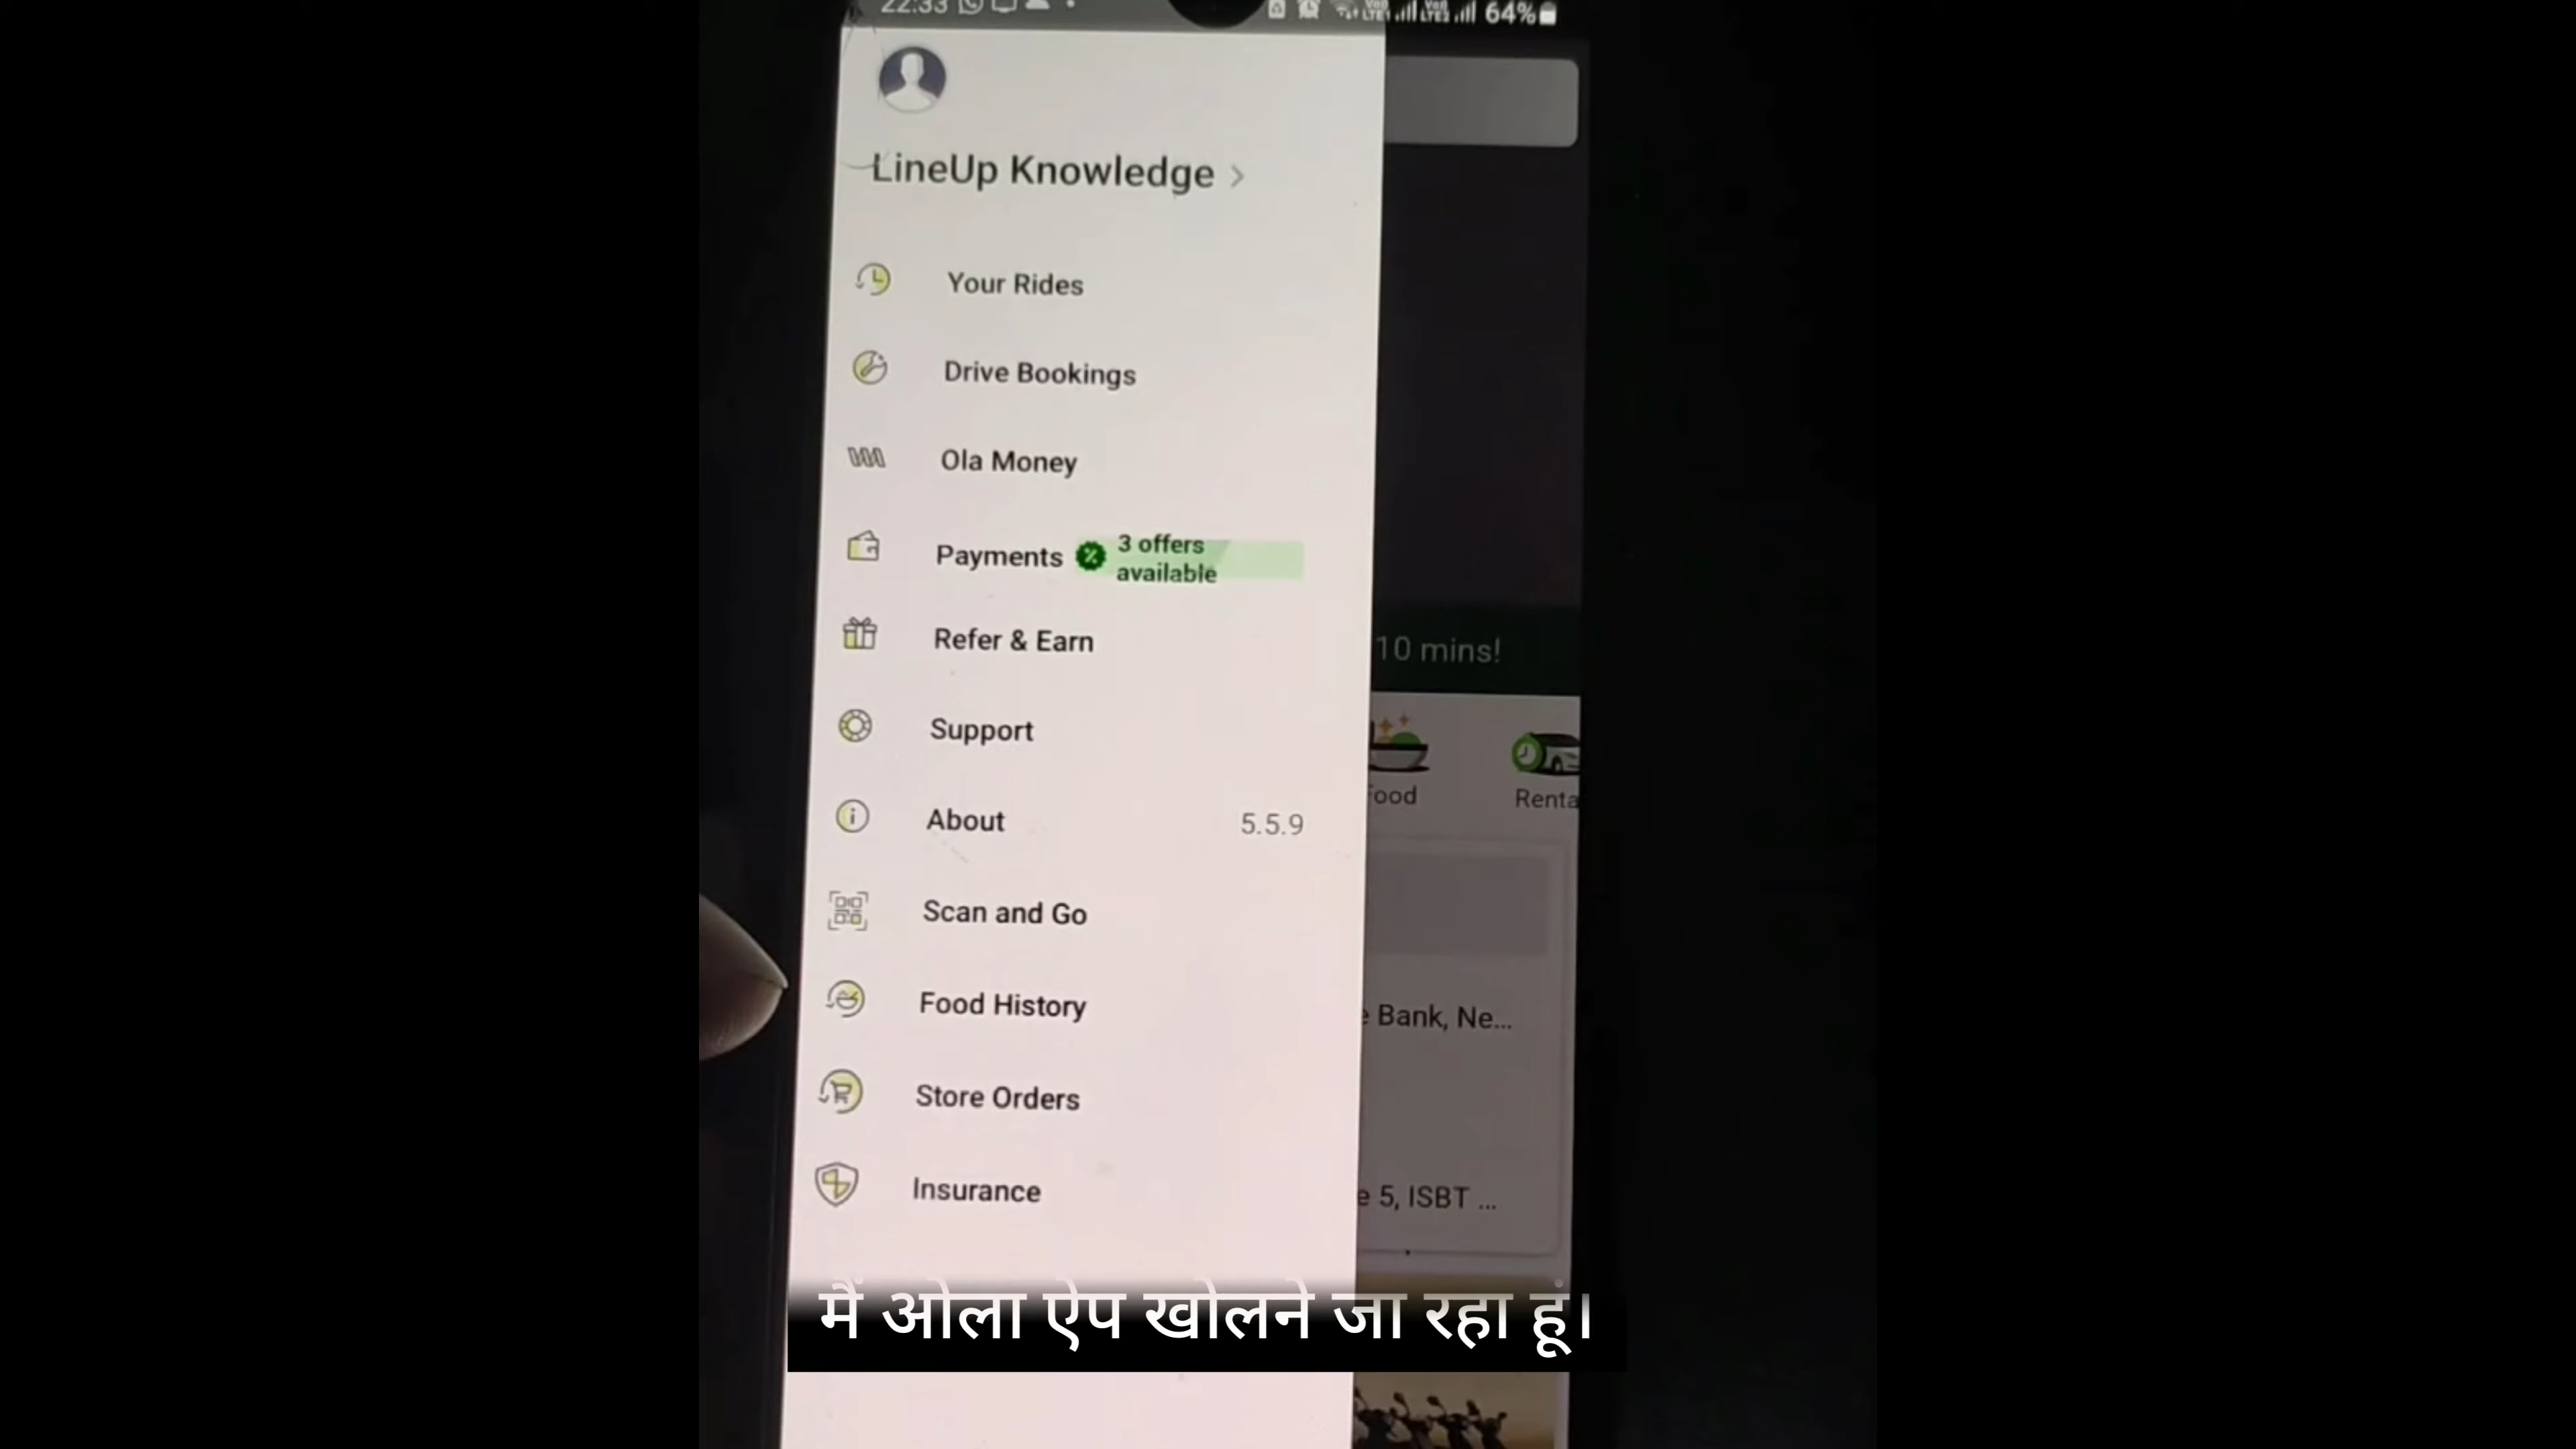 22:33 64%
LineUp Knowledge
Your Rides
Drive Bookings
Ola Money
Payments
3 offers
available
Refer & Earn
Support
About 5.5.9
Scan and Go
Food History
Store Orders
Insurance
10 mins!
Bank, Ne...
5, ISBT ...
मैं ओला ऐप खोलने जा रहा हूं।